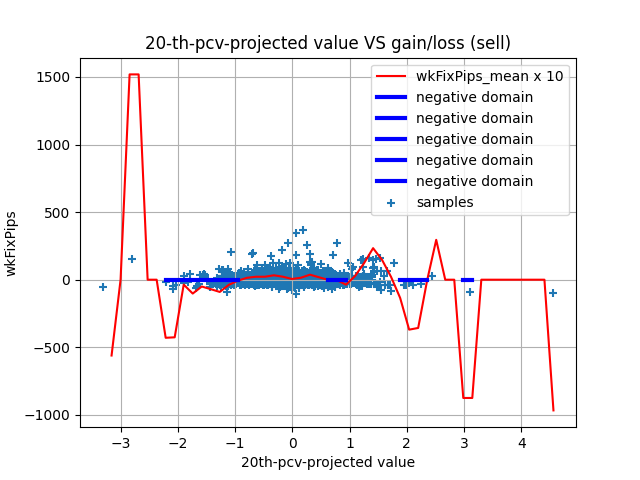 20-th-pcv-projected value VS gain/loss (sell)
wkFixPips_mean x 10
negative domain
negative domain
negative domain
negative domain
negative domain
samples
wkFixPips
1500
1000
500
0
−500
−1000
−3 −2 −1 0 1 2 3 4
20th-pcv-projected value